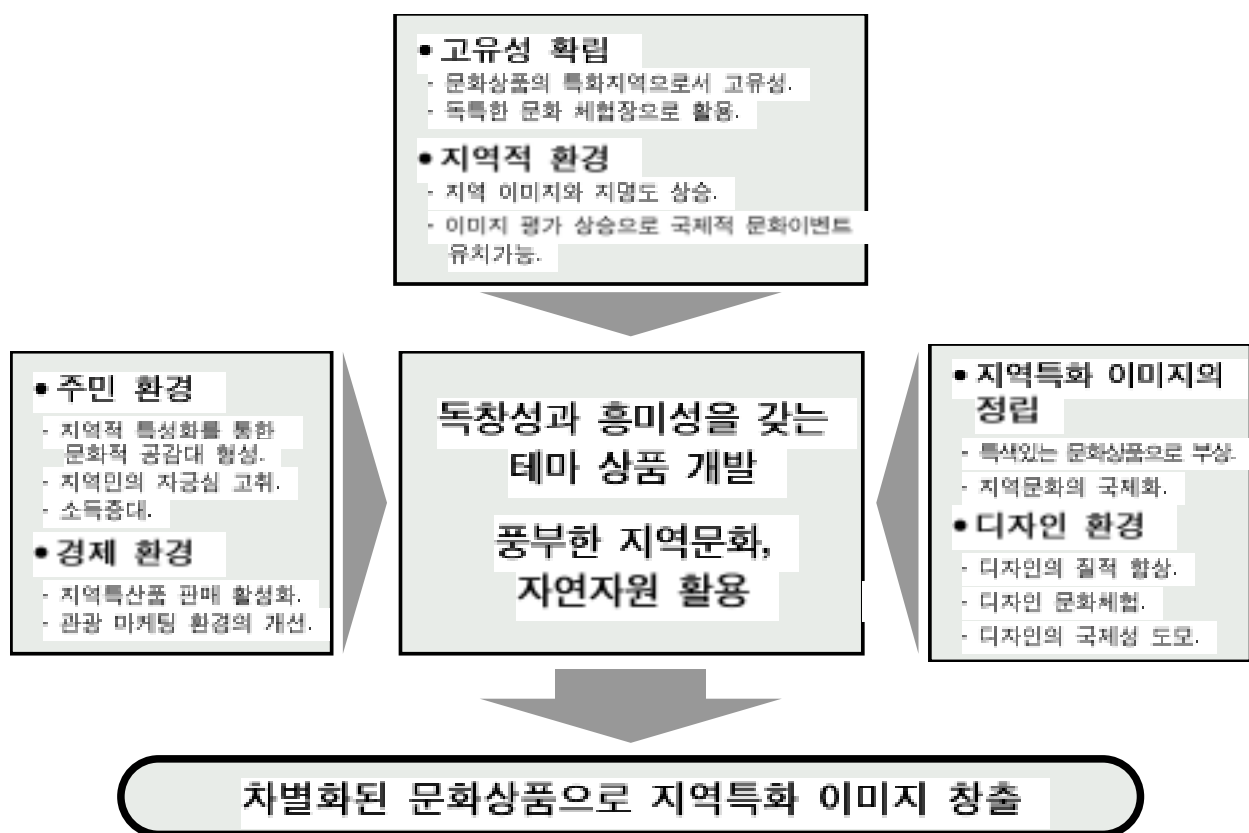 • 고유성 확립
- 문화상품의 특화지역으로서 고유성.
- 독특한 문화 체험장으로 활용.
• 지역적 환경
- 지역 이미지와 지명도 상승.
- 이미지 평가 상승으로 국제적 문화이벤트
유치가능.
• 주민 환경
- 지역적 특성화를 통한
문화적 공감대 형성.
- 지역민의 자긍심 고취.
- 소득증대.
• 경제 환경
- 지역특산품 판매 활성화.
- 관광 마케팅 환경의 개선.
독창성과 흥미성을 갖는
테마 상품 개발
풍부한 지역문화,
자연자원 활용
• 지역특화 이미지의
정립
- 특색있는 문화상품으로 부상.
- 지역문화의 국제화.
• 디자인 환경
- 디자인의 질적 향상.
- 디자인 문화체험.
- 디자인의 국제성 도모.
차별화된 문화상품으로 지역특화 이미지 창출